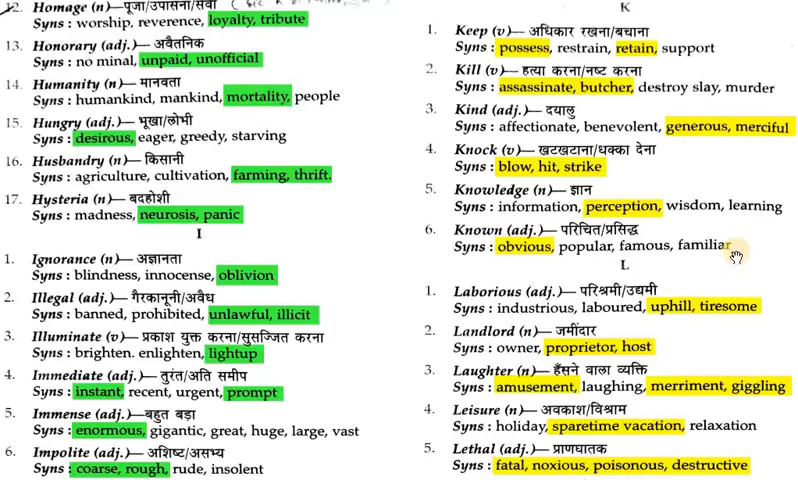 12. Homage (n)—पूजा/उपासना/सेवा
Syns : worship, reverence, loyalty, tribute
13. Honorary (adj.)—अवैतनिक
Syns : no minal, unpaid, unofficial
14. Humanity (n)—मानवता
Syns : humankind, mankind, mortality, people
15. Hungry (adj.)—भूखा/लोभी
Syns : desirous, eager, greedy, starving
16. Husbandry (n)—किसानी
Syns : agriculture, cultivation, farming, thrift.
17. Hysteria (n)—बदहोशी
Syns : madness, neurosis, panic
I
1. Ignorance (n)—अज्ञानता
Syns : blindness, innocense, oblivion
2. Illegal (adj.)—गैरकानूनी/अवैध
Syns : banned, prohibited, unlawful, illicit
3. Illuminate (v)—प्रकाश युक्त करना/सुसज्जित करना
Syns : brighten. enlighten, lightup
4. Immediate (adj.)—तुरंत/अति समीप
Syns : instant, recent, urgent, prompt
5. Immense (adj.)—बहुत बड़ा
Syns : enormous, gigantic, great, huge, large, vast
6. Impolite (adj.)—अशिष्ट/असभ्य
Syns : coarse, rough, rude, insolent
K
1. Keep (v)—अधिकार रखना/बचाना
Syns : possess, restrain, retain, support
2. Kill (v)—हत्या करना/नष्ट करना
Syns : assassinate, butcher, destroy slay, murder
3. Kind (adj.)—दयालु
Syns : affectionate, benevolent, generous, merciful
4. Knock (v)—खटखटाना/धक्का देना
Syns : blow, hit, strike
5. Knowledge (n)—ज्ञान
Syns : information, perception, wisdom, learning
6. Known (adj.)—परिचित/प्रसिद्ध
Syns : obvious, popular, famous, familiar
L
1. Laborious (adj.)—परिश्रमी/उद्यमी
Syns : industrious, laboured, uphill, tiresome
2. Landlord (n)—जमींदार
Syns : owner, proprietor, host
3. Laughter (n)—हँसने वाला व्यक्ति
Syns : amusement, laughing, merriment, giggling
4. Leisure (n)—अवकाश/विश्राम
Syns : holiday, sparetime vacation, relaxation
5. Lethal (adj.)—प्राणघातक
Syns : fatal, noxious, poisonous, destructive